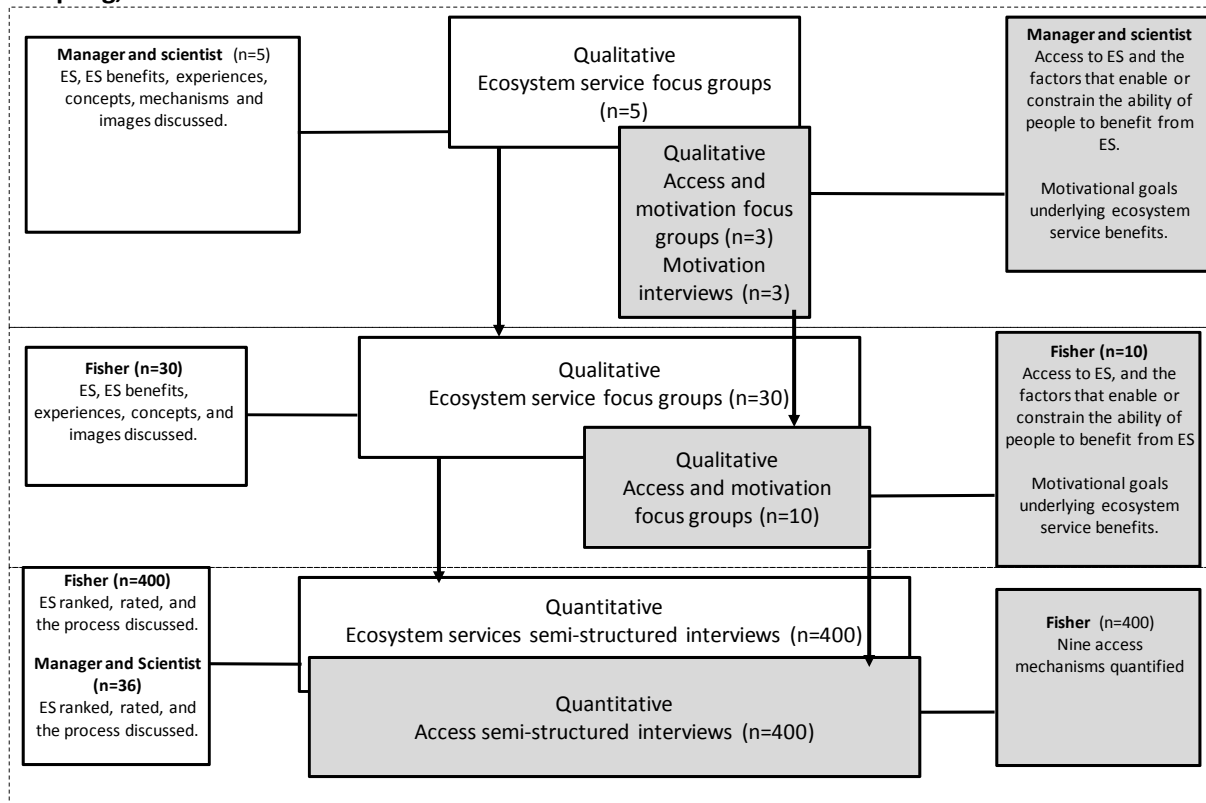 Manager and scientist (n=5)
ES, ES benefits, experiences,
concepts, mechanisms and
images discussed.
Qualitative
Ecosystem service focus groups
(n=5)
Qualitative
Access and
motivation focus
groups (n=3)
Motivation
interviews (n=3)
Manager and scientist
Access to ES and the
factors that enable or
constrain the ability of
people to benefit from
ES.
Motivational goals
underlying ecosystem
service benefits.
Fisher (n=30)
ES, ES benefits,
experiences, concepts, and
images discussed.
Qualitative
Ecosystem service focus groups (n=30)
Qualitative
Access and motivation
focus groups (n=10)
Fisher (n=10)
Access to ES, and the
factors that enable or
constrain the ability of
people to benefit from ES
Motivational goals
underlying ecosystem
service benefits.
Fisher (n=400)
ES ranked, rated, and
the process discussed.
Manager and Scientist
(n=36)
ES ranked, rated, and
the process discussed.
Quantitative
Ecosystem services semi-structured interviews (n=400)
Quantitative
Access semi-structured interviews (n=400)
Fisher (n=400)
Nine access
mechanisms quantified